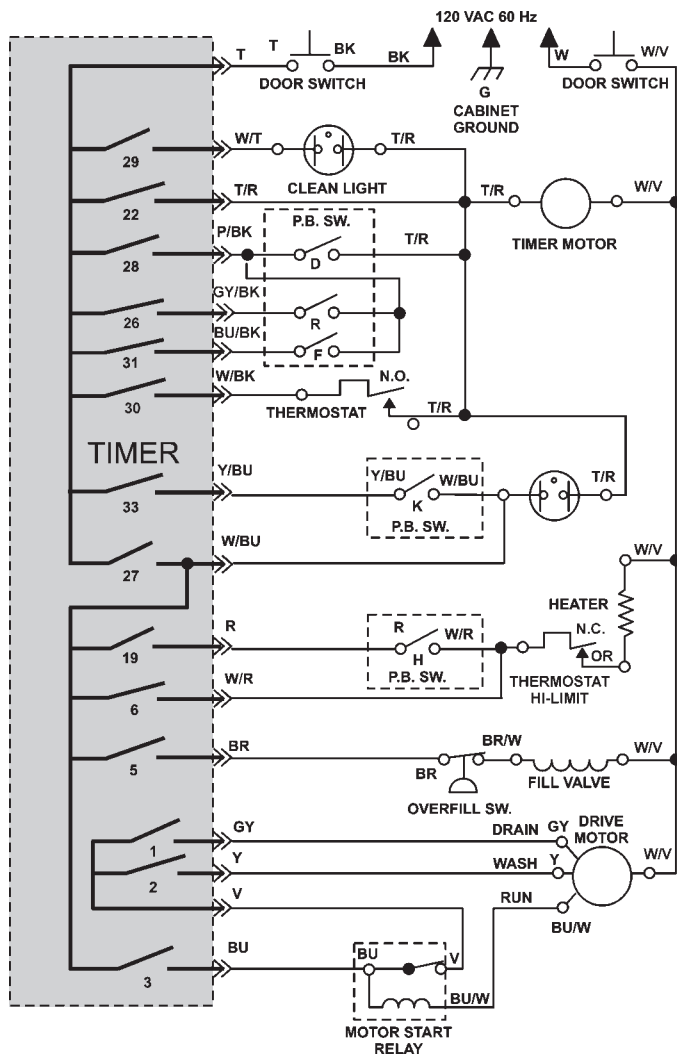 120 VAC 60 Hz
T
T
BK
BK
W
W/V
DOOR SWITCH
DOOR SWITCH
G
CABINET
GROUND
W/T
T/R
29
CLEAN LIGHT
T/R
T/R
W/V
22
P.B. SW.
TIMER MOTOR
P/BK
T/R
28
D
GY/BK
26
R
BU/BK
31
F
W/BK
N.O.
30
THERMOSTAT
T/R
TIMER
Y/BU
Y/BU
W/BU
T/R
33
K
P.B. SW.
W/BU
27
W/V
HEATER
R
R
W/R
N.C.
19
H
OR
P.B. SW.
W/R
THERMOSTAT
HI-LIMIT
6
BR
BR/W
W/V
5
BR
FILL VALVE
OVERFILL SW.
GY
DRAIN
GY
DRIVE
MOTOR
1
Y
WASH
Y
W/V
2
V
RUN
BU/W
BU
BU
V
3
BU/W
MOTOR START
RELAY